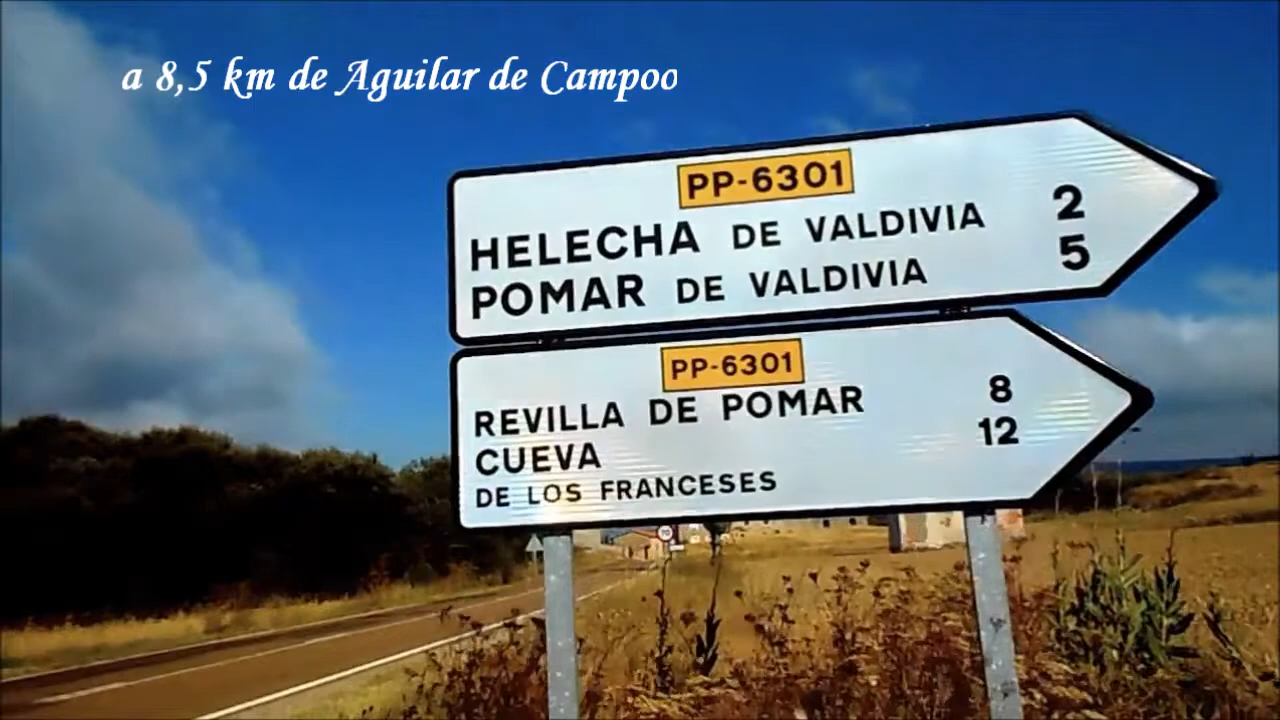 a 8,5 km de Aguilar de Campoo
PP-6301
HELECHA DE VALDIVIA 2
POMAR DE VALDIVIA 5
PP-6301
REVILLA DE POMAR 8
CUEVA 12
DE LOS FRANCESES
70